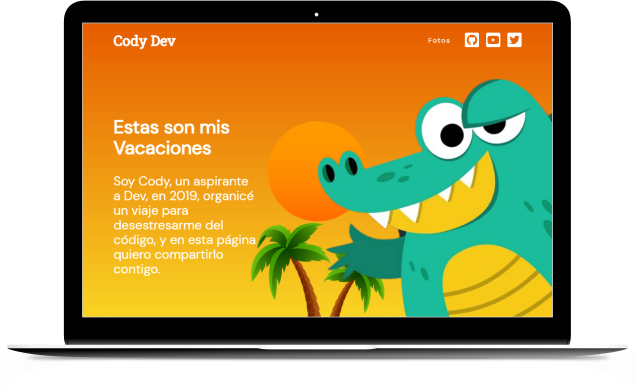 Cody Dev
Fotos
Estas son mis
Vacaciones
Soy Cody, un aspirante
a Dev, en 2019, organicé
un viaje para
desestresarme del
código, y en esta página
quiero compartirlo
contigo.